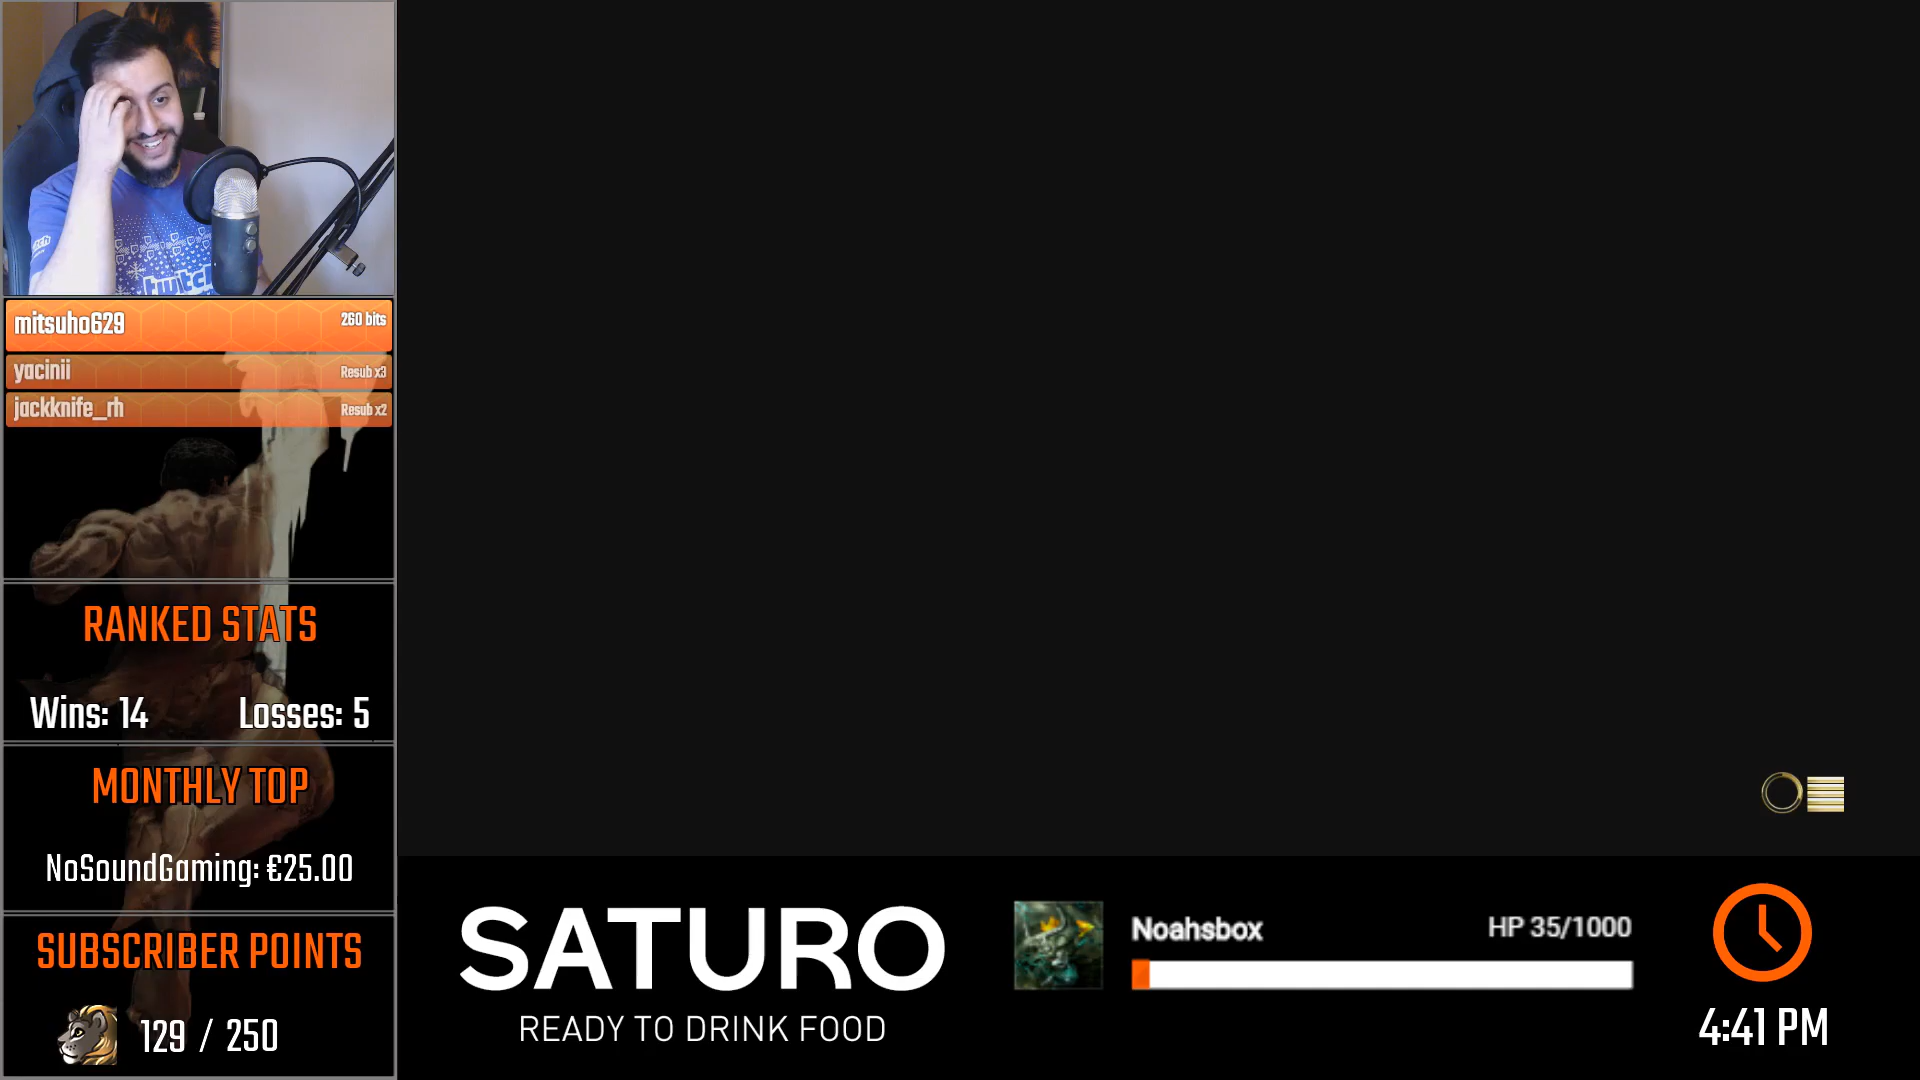 twitch
mitsuho629 260 bits
yacinii Resub x3
jackknife_rh Resub x2
RANKED STATS
Wins: 14 Losses: 5
MONTHLY TOP
NoSoundGaming: €25.00
SUBSCRIBER POINTS
129 / 250
SATURO
READY TO DRINK FOOD
Noahsbox HP 35/1000
4:41 PM